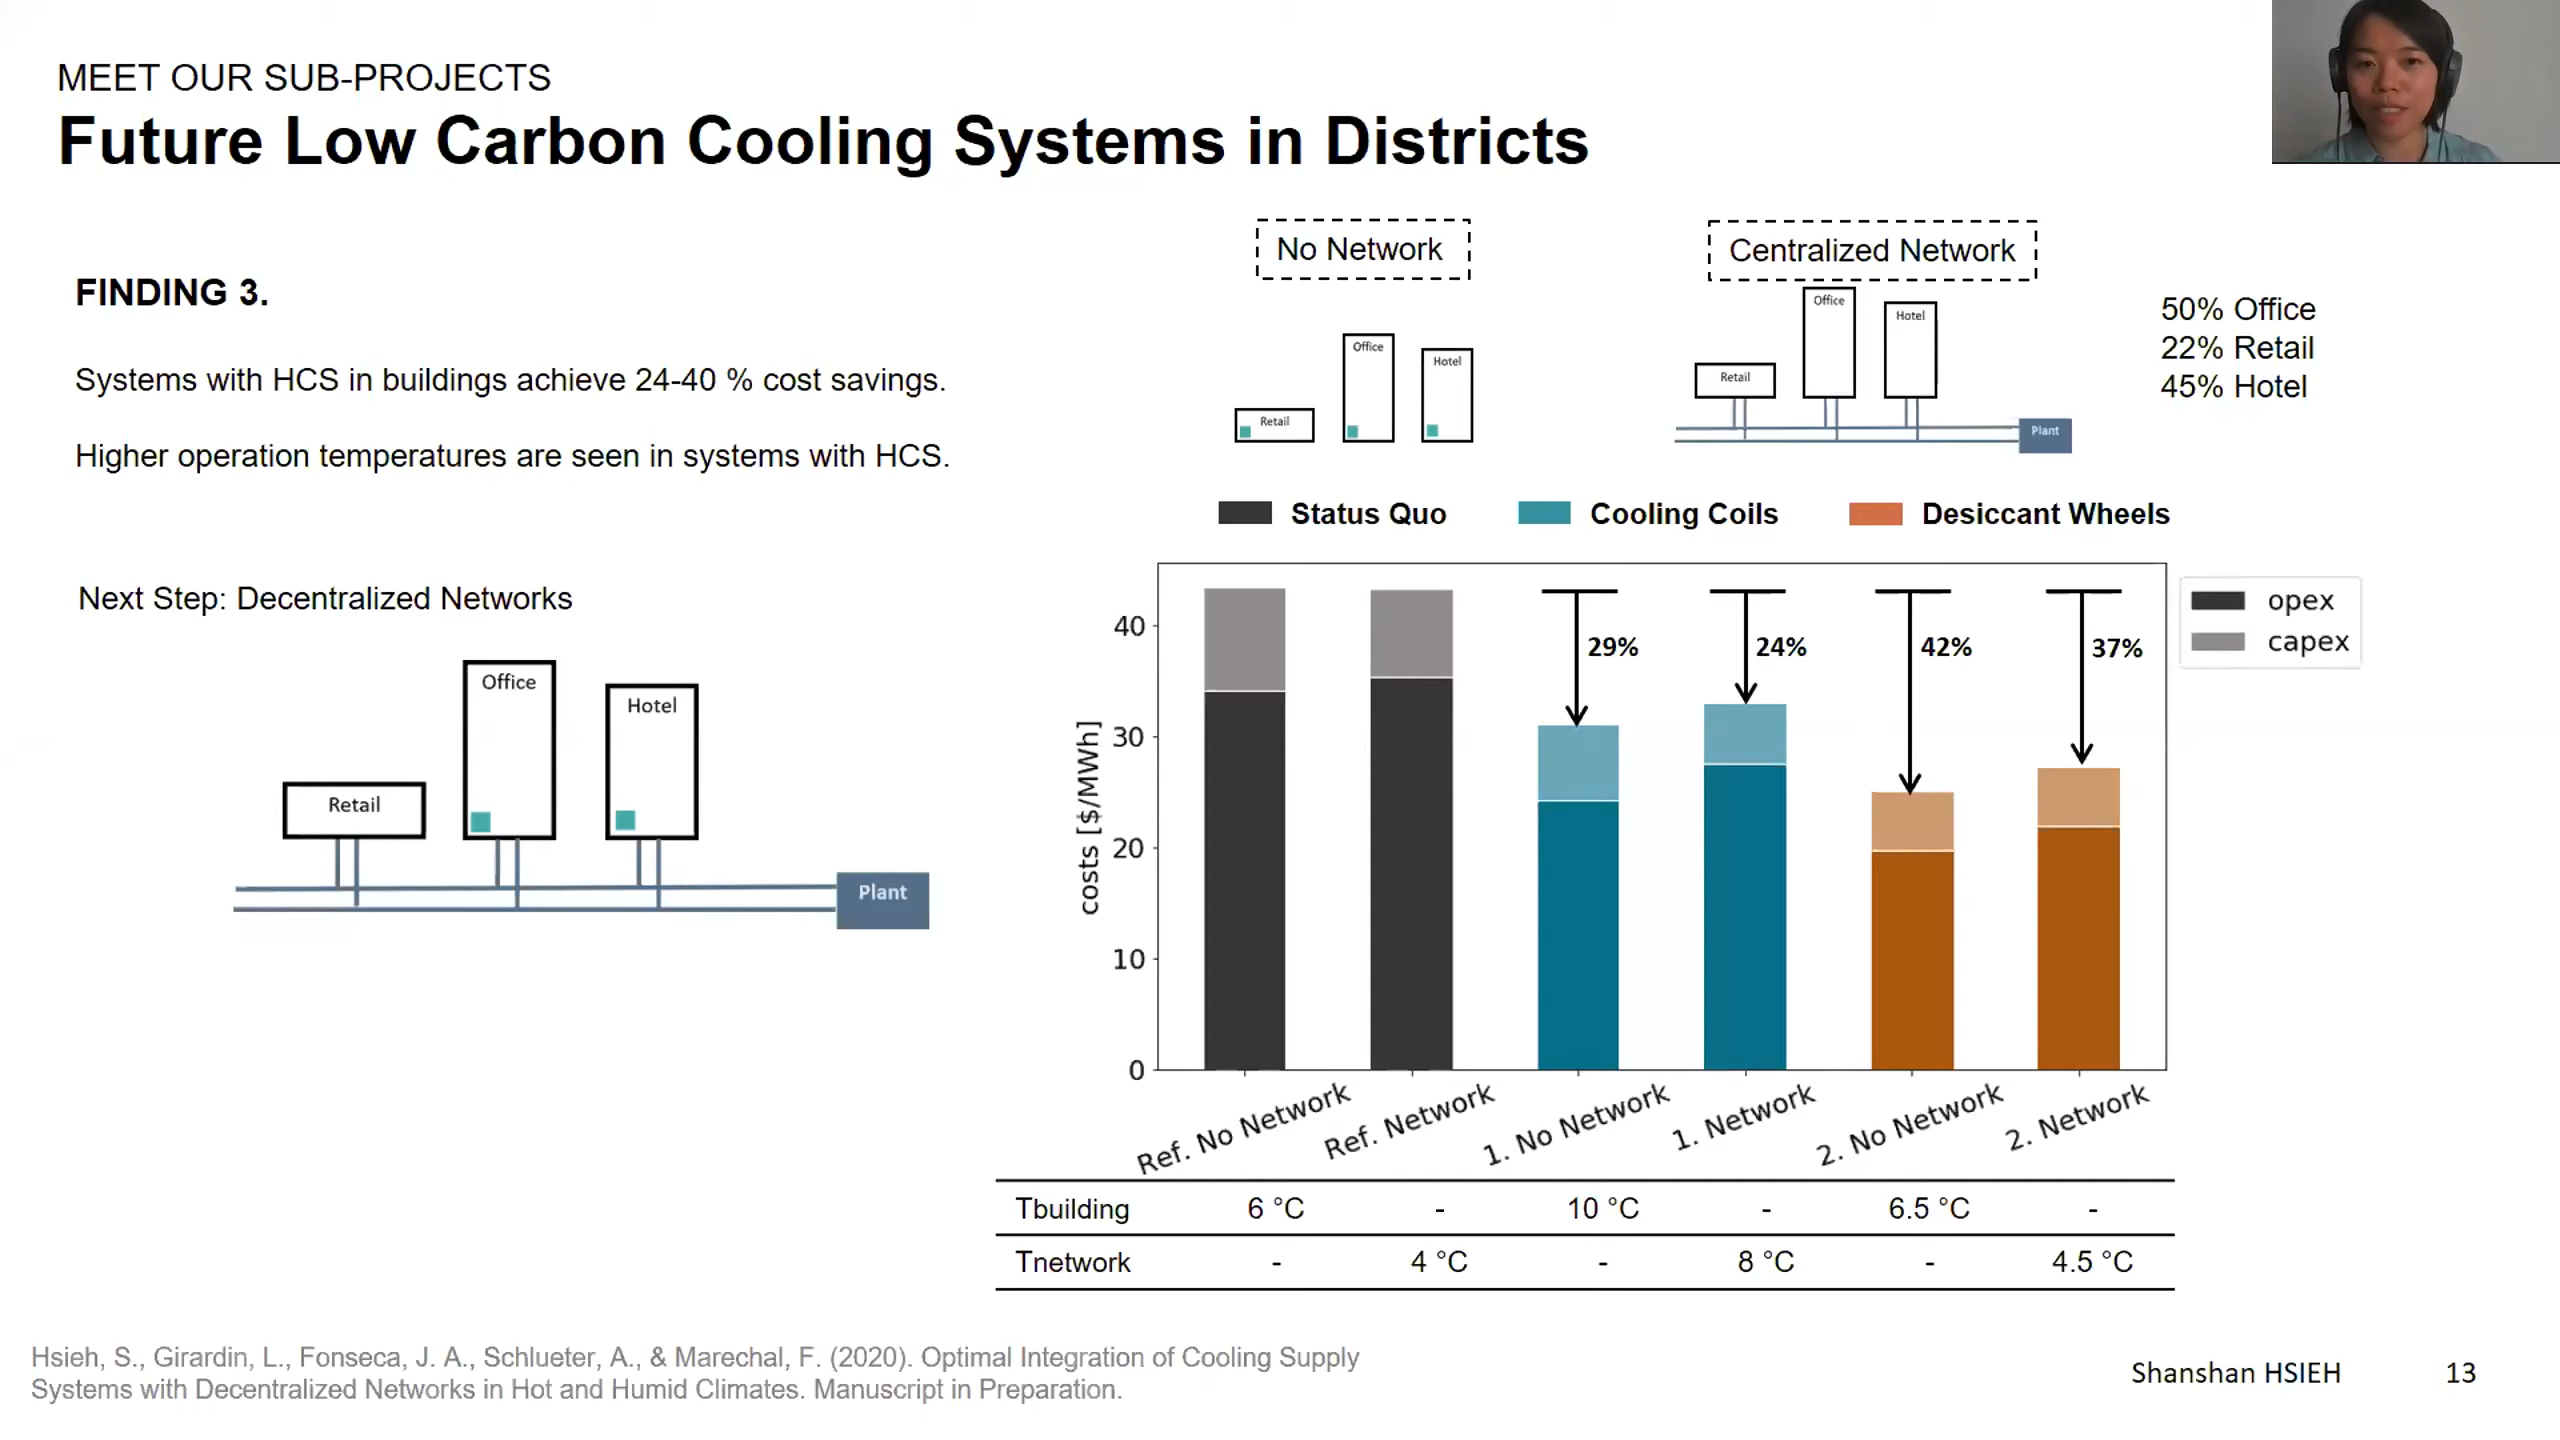 MEET OUR SUB-PROJECTS
Future Low Carbon Cooling Systems in Districts
FINDING 3.
Systems with HCS in buildings achieve 24-40 % cost savings.
Higher operation temperatures are seen in systems with HCS.
Next Step: Decentralized Networks
Retail
Office
Hotel
Plant
No Network
Retail
Office
Hotel
Centralized Network
Retail
Office
Hotel
Plant
50% Office
22% Retail
45% Hotel
Status Quo
Cooling Coils
Desiccant Wheels
costs [$/MWh]
40
30
20
10
0
29%
24%
42%
37%
opex
capex
Ref. No Network
Ref. Network
1. No Network
1. Network
2. No Network
2. Network
Tbuilding 6 °C - 10 °C - 6.5 °C -
Tnetwork - 4 °C - 8 °C - 4.5 °C
Hsieh, S., Girardin, L., Fonseca, J. A., Schlueter, A., & Marechal, F. (2020). Optimal Integration of Cooling Supply
Systems with Decentralized Networks in Hot and Humid Climates. Manuscript in Preparation.
Shanshan HSIEH 13